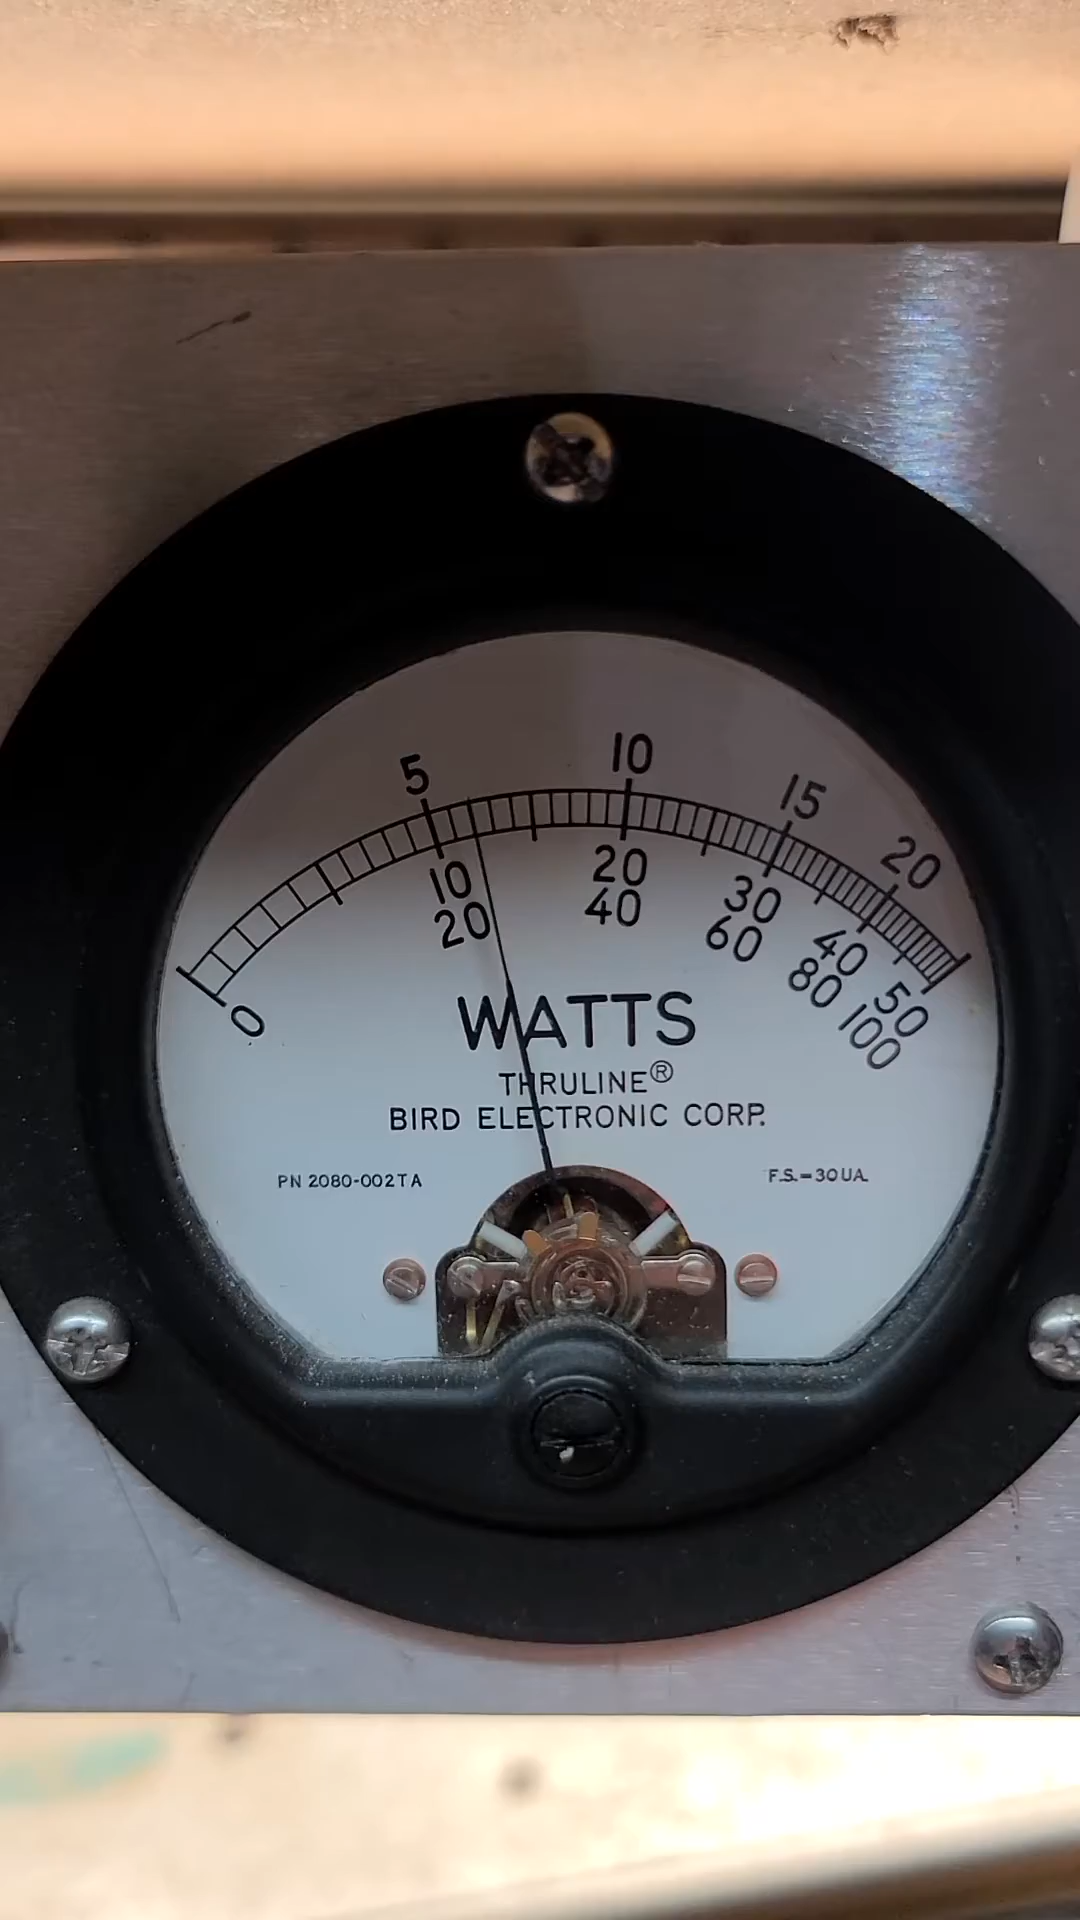 5 10 15 20
10 20 30 40 50
20 40 60 80 100
0
WATTS
THRULINE®
BIRD ELECTRONIC CORP.
PN 2080-002TA F.S.=30UA.